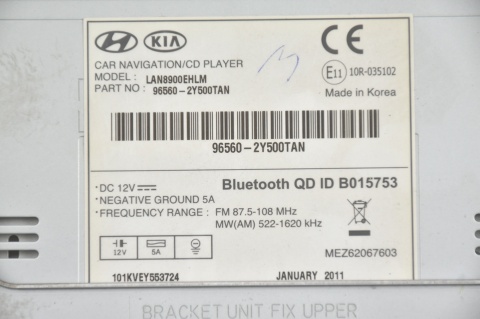 HYUNDAI KIA CE
CAR NAVIGATION/CD PLAYER
MODEL : LAN8900EHLM
PART NO : 96560-2Y500TAN
E11 10R-035102
Made in Korea
96560-2Y500TAN
Bluetooth QD ID B015753
*DC 12V
*NEGATIVE GROUND 5A
*FREQUENCY RANGE : FM 87.5-108 MHz
MW(AM) 522-1620 kHz
12V 5A
MEZ62067603
101KVEY553724 JANUARY 2011
BRACKET UNIT FIX UPPER